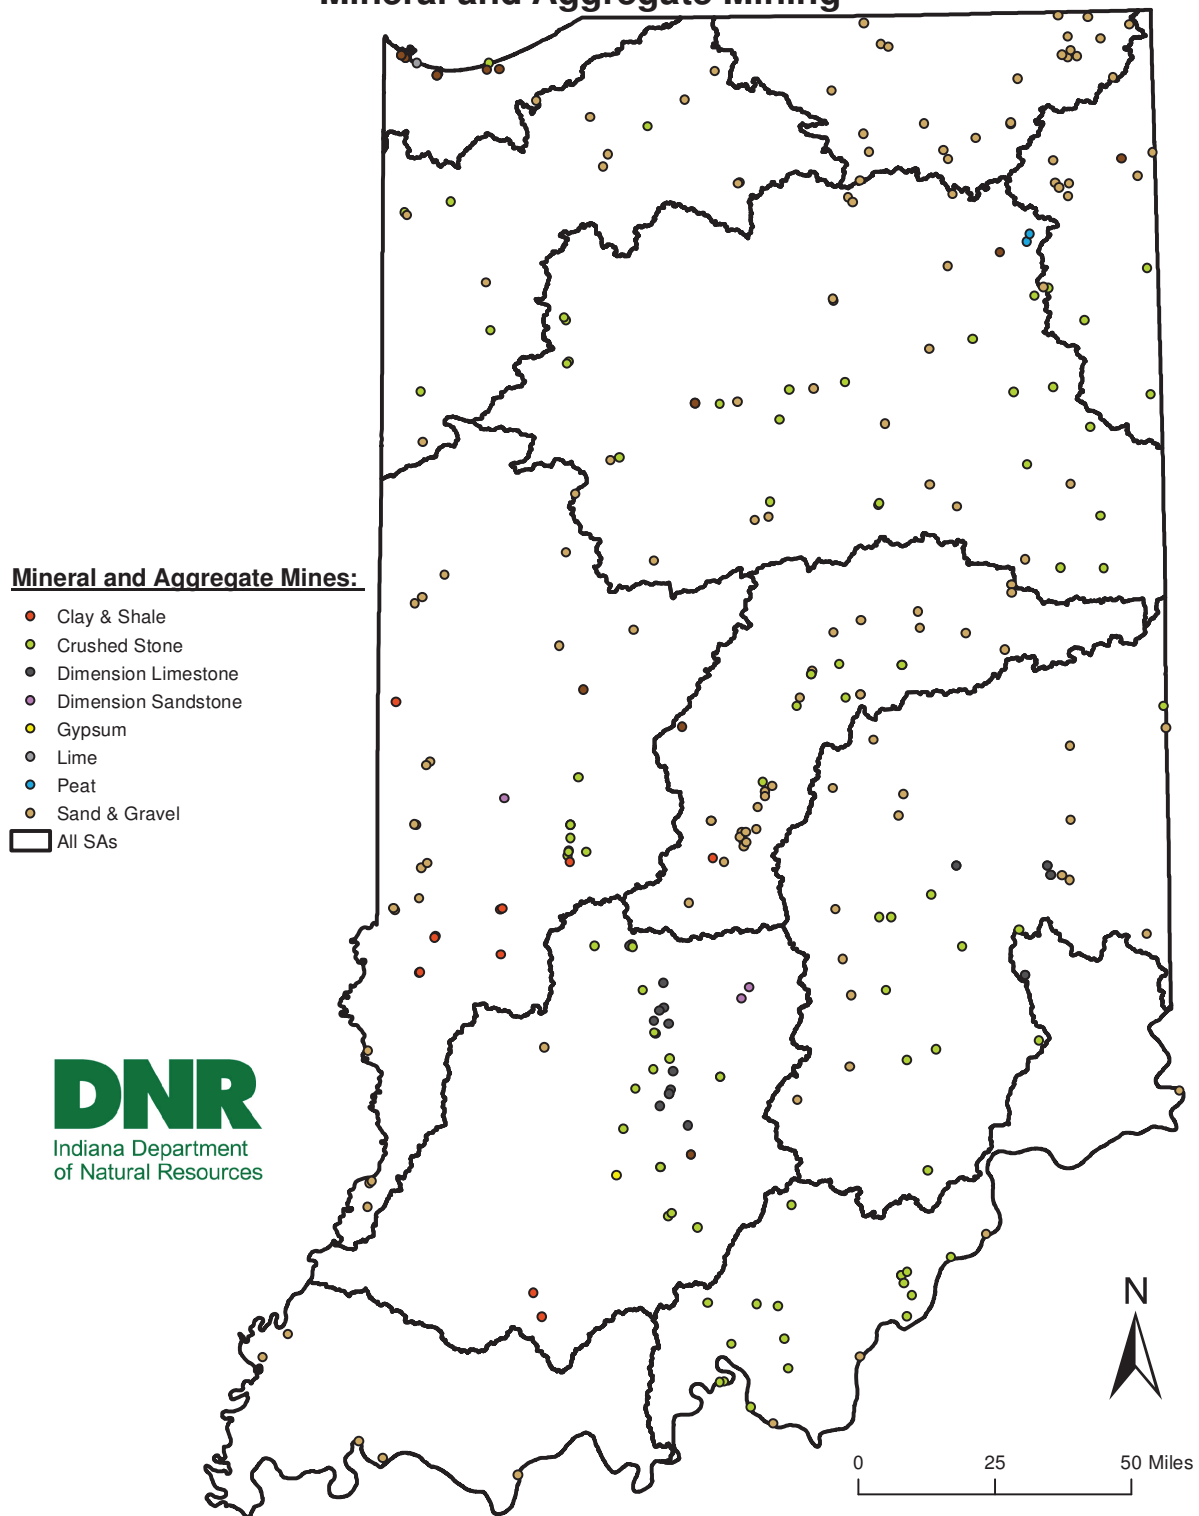 Mineral and Aggregate Mining
Mineral and Aggregate Mines:
Clay & Shale
Crushed Stone
Dimension Limestone
Dimension Sandstone
Gypsum
Lime
Peat
Sand & Gravel
All SAs
DNR
Indiana Department
of Natural Resources
N
0 25 50 Miles